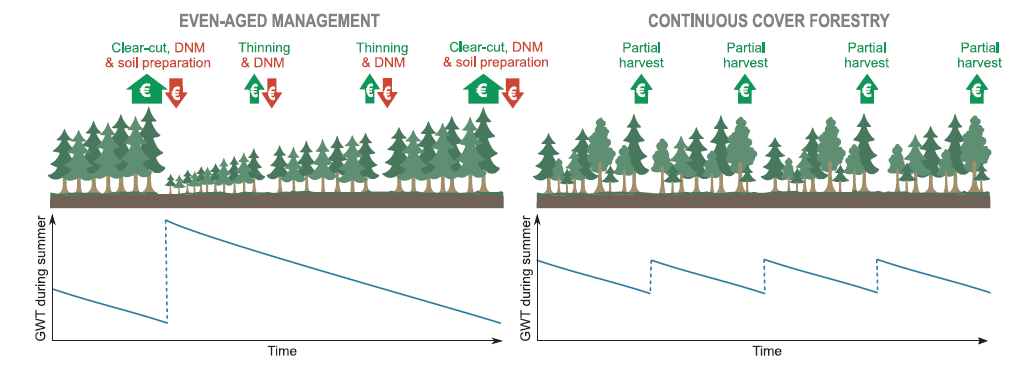 EVEN-AGED MANAGEMENT
Clear-cut, DNM
& soil preparation
€
€
Thinning
& DNM
€
€
Thinning
& DNM
€
€
Clear-cut, DNM
& soil preparation
€
€
GWT during summer
Time
CONTINUOUS COVER FORESTRY
Partial
harvest
€
Partial
harvest
€
Partial
harvest
€
Partial
harvest
€
GWT during summer
Time